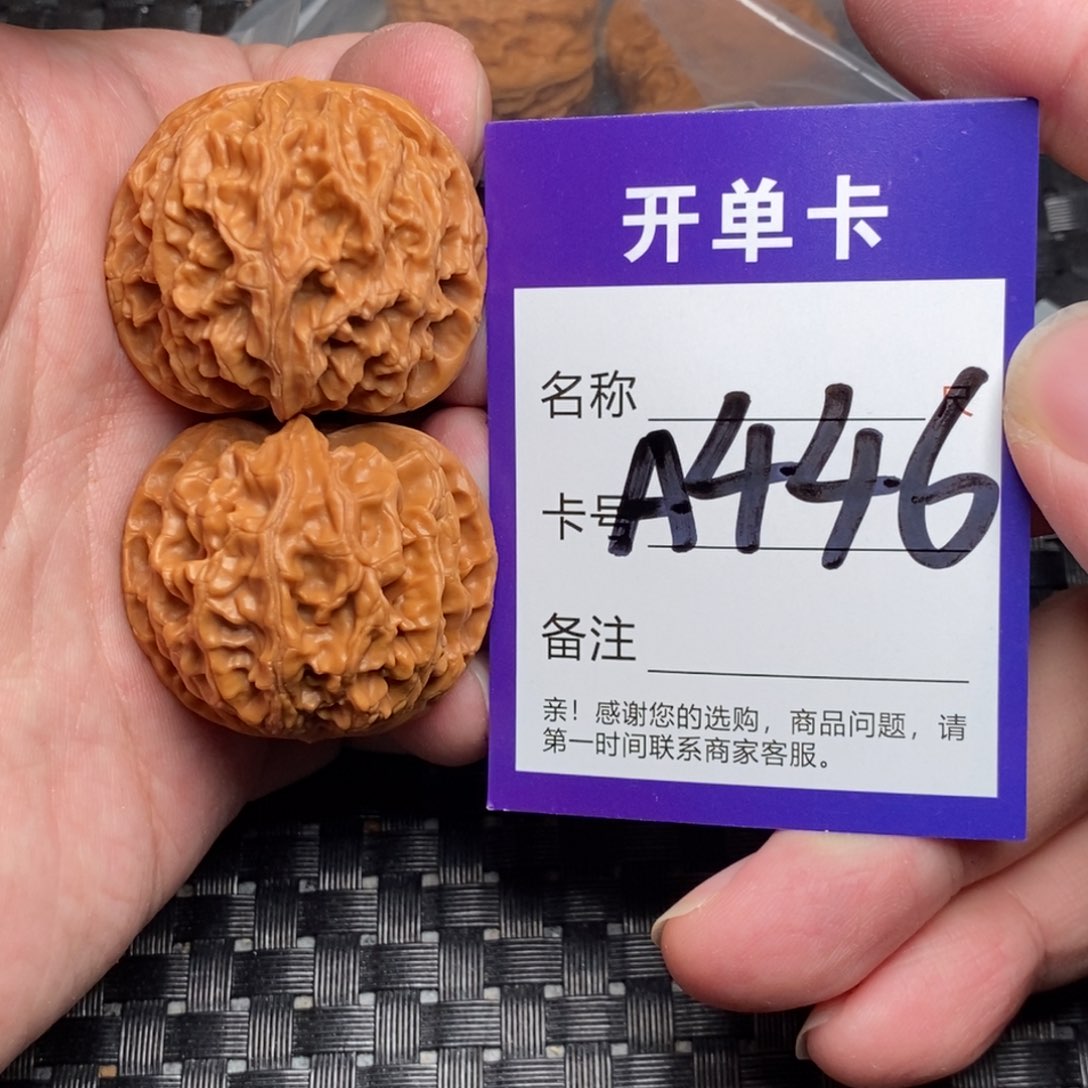 开单卡
名称
卡号 A446
备注
亲！感谢您的选购，商品问题，请
第一时间联系商家客服。